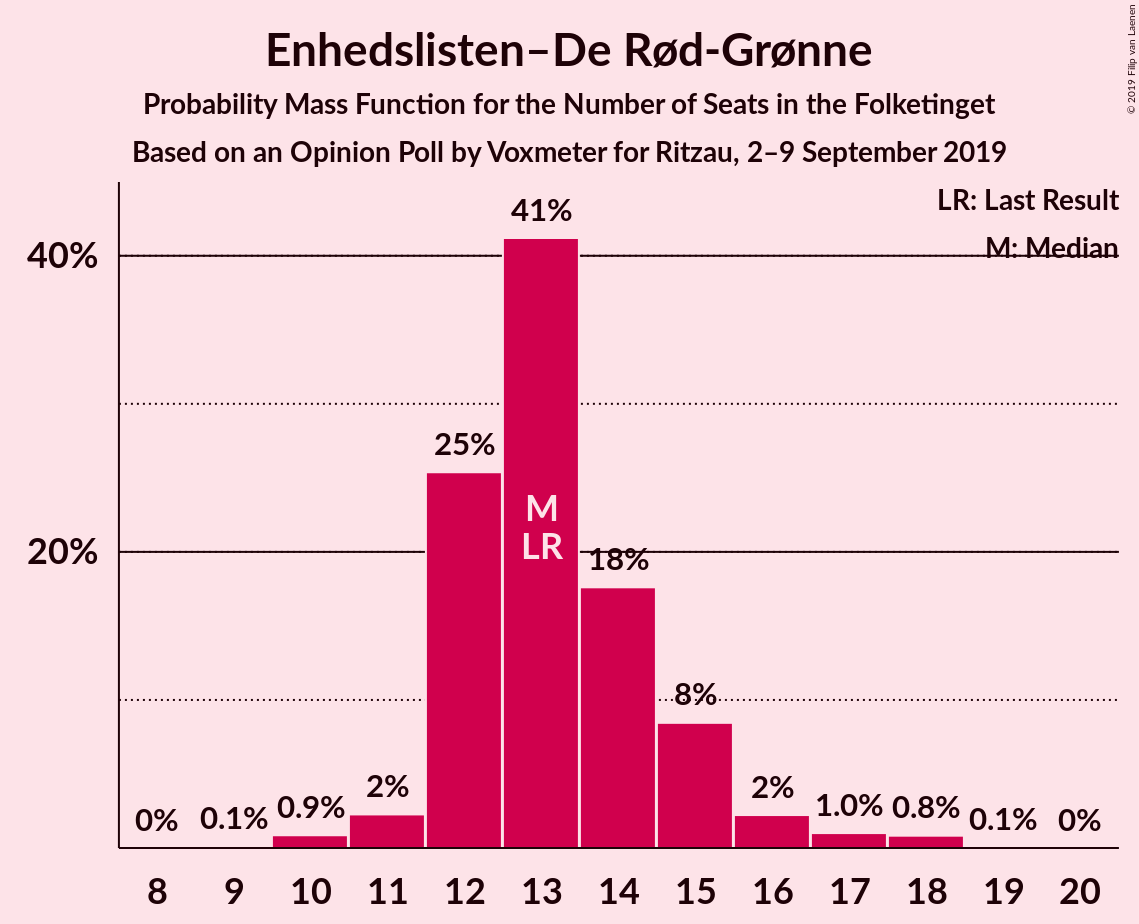 Enhedslisten–De Rød-Grønne
Probability Mass Function for the Number of Seats in the Folketinget
Based on an Opinion Poll by Voxmeter for Ritzau, 2–9 September 2019
© 2019 Filip van Laenen
LR: Last Result
M: Median
40%
20%
0%
0.1%
0.9%
2%
25%
41%
18%
8%
2%
1.0%
0.8%
0.1%
0%
M
LR
8 9 10 11 12 13 14 15 16 17 18 19 20